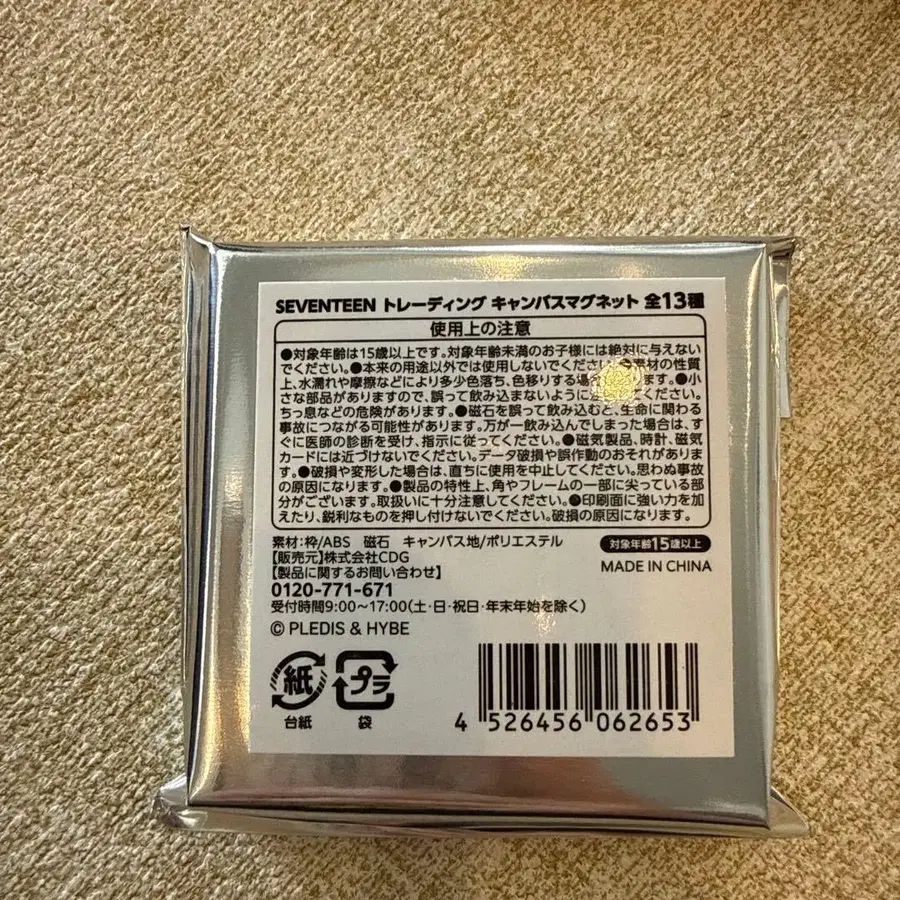 SEVENTEEN トレーディング キャンバスマグネット 全13種
使用上の注意
●対象年齢は15歳以上です。対象年齢未満のお子様には絶対に与えない
でください。●本来の用途以外では使用しないでください。●素材の性質
上、水濡れや摩擦などにより多少色落ち、色移りする場合 ます。●小
さな部品がありますので、誤って飲み込まないように してください。
ちっ息などの危険があります。●磁石を誤って飲み込むと、生命に関わる
事故につながる可能性があります。万が一飲み込んでしまった場合は、す
ぐに医師の診断を受け、指示に従ってください。●磁気製品、時計、磁気
カードには近づけないでください。データ破損や誤作動のおそれがありま
す。●破損や変形した場合は、直ちに使用を中止してください。思わぬ事故
の原因になります。●製品の特性上、角やフレームの一部に尖っている部
分がございます。取扱いに十分注意してください。●印刷面に強い力を加
えたり、鋭利なものを押し付けないでください。破損の原因になります。
素材:枠/ABS 磁石 キャンバス地/ポリエステル
対象年齢15歳以上
【販売元】株式会社CDG
MADE IN CHINA
【製品に関するお問い合わせ】
0120-771-671
受付時間9:00~17:00(土・日・祝日・年末年始を除く)
© PLEDIS & HYBE
紙
プラ
台紙
袋
4 526456 062653